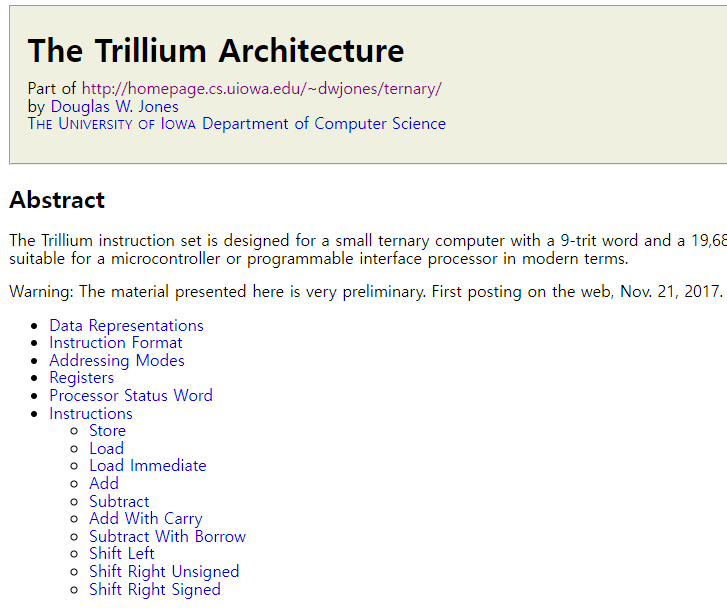 The Trillium Architecture
Part of http://homepage.cs.uiowa.edu/~dwjones/ternary/
by Douglas W. Jones
THE UNIVERSITY OF IOWA Department of Computer Science
Abstract
The Trillium instruction set is designed for a small ternary computer with a 9-trit word and a 19,68
suitable for a microcontroller or programmable interface processor in modern terms.
Warning: The material presented here is very preliminary. First posting on the web, Nov. 21, 2017.
Data Representations
Instruction Format
Addressing Modes
Registers
Processor Status Word
Instructions
Store
Load
Load Immediate
Add
Subtract
Add With Carry
Subtract With Borrow
Shift Left
Shift Right Unsigned
Shift Right Signed